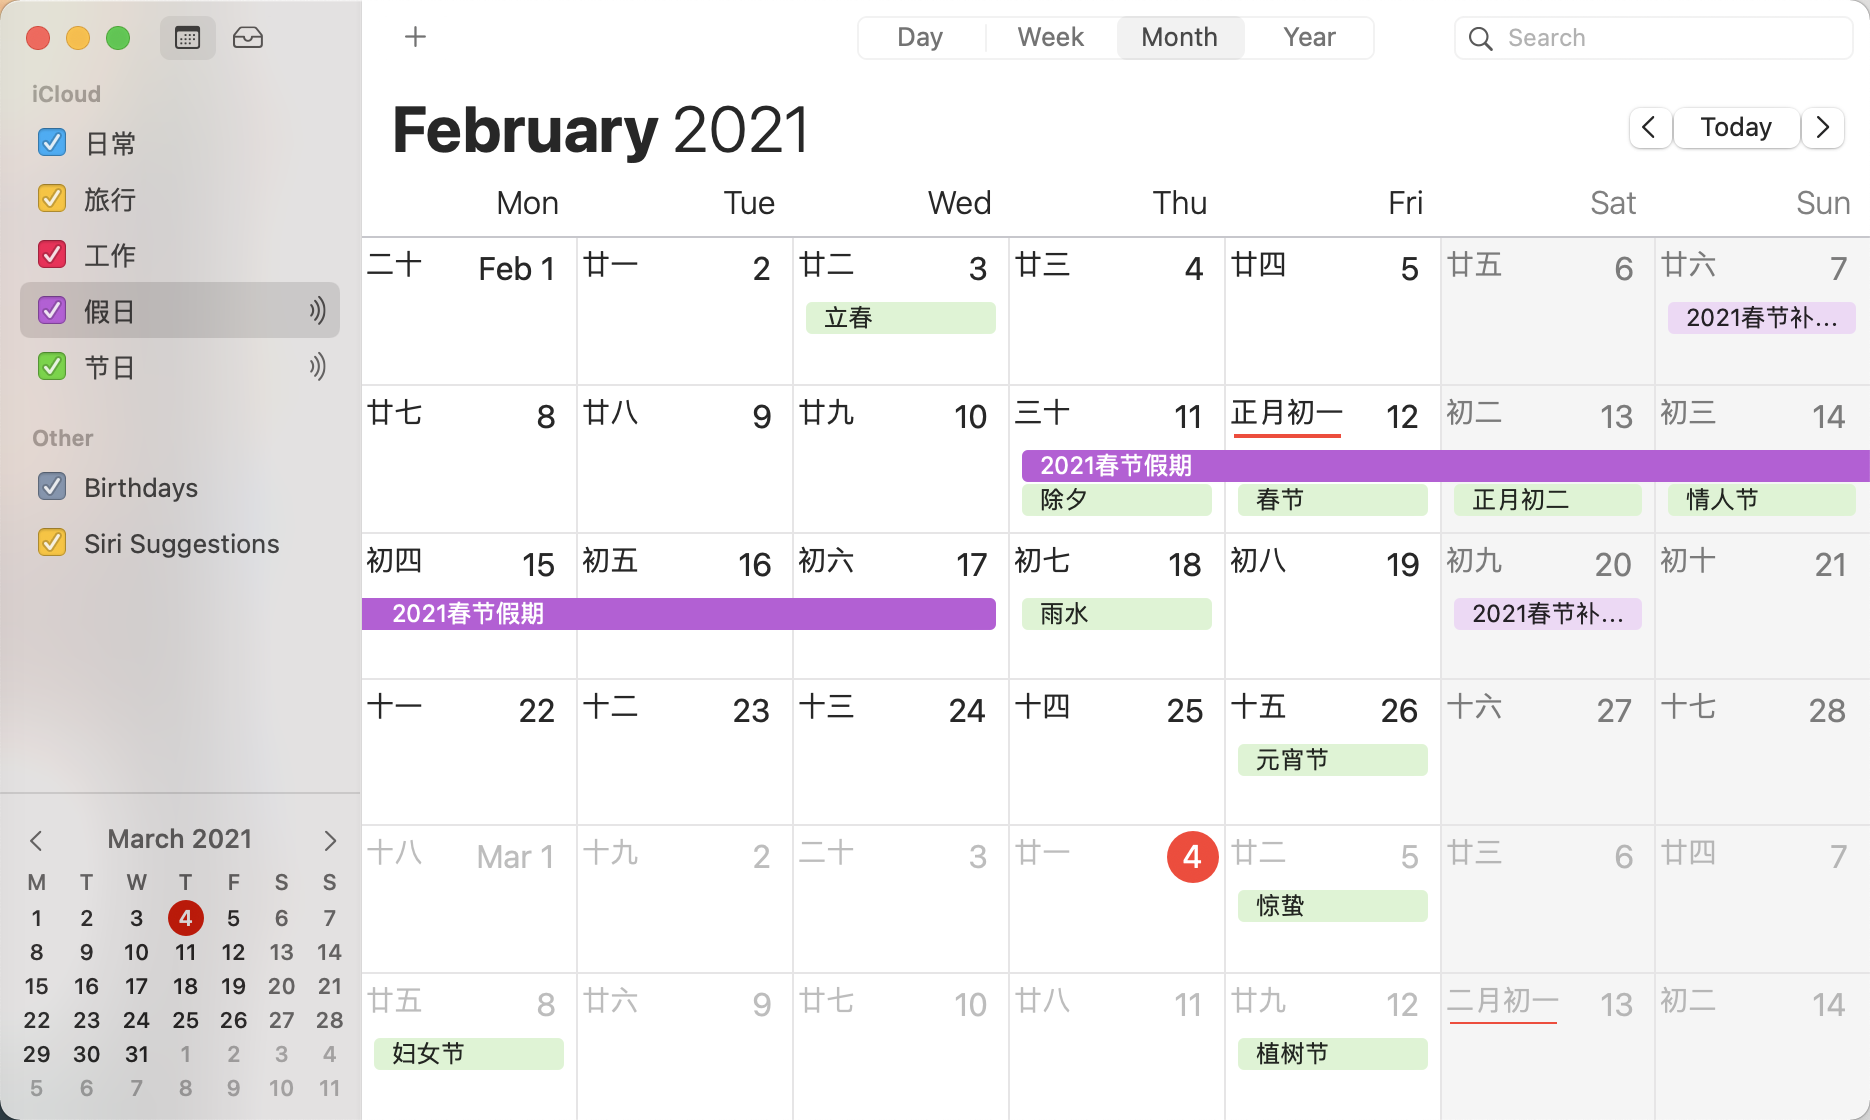 Day Week Month Year
Search
iCloud
日常
旅行
工作
假日
节日
Other
Birthdays
Siri Suggestions
March 2021
M T W T F S S
1 2 3 4 5 6 7
8 9 10 11 12 13 14
15 16 17 18 19 20 21
22 23 24 25 26 27 28
29 30 31 1 2 3 4
5 6 7 8 9 10 11
February 2021
Today
Mon Tue Wed Thu Fri Sat Sun
二十 Feb 1 廿一 2 廿二 3 廿三 4 廿四 5 廿五 6 廿六 7
立春 2021春节补...
廿七 8 廿八 9 廿九 10 三十 11 正月初一 12 初二 13 初三 14
2021春节假期
除夕 春节 正月初二 情人节
初四 15 初五 16 初六 17 初七 18 初八 19 初九 20 初十 21
2021春节假期 雨水 2021春节补...
十一 22 十二 23 十三 24 十四 25 十五 26 十六 27 十七 28
元宵节
十八 Mar 1 十九 2 二十 3 廿一 4 廿二 5 廿三 6 廿四 7
惊蛰
廿五 8 廿六 9 廿七 10 廿八 11 廿九 12 二月初一 13 初二 14
妇女节 植树节